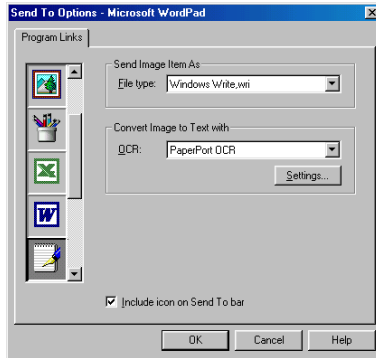 Send To Options - Microsoft WordPad
Program Links
Send Image Item As
File type: Windows Write,wri
Convert Image to Text with
OCR: PaperPort OCR
Settings...
Include icon on Send To bar
OK Cancel Help